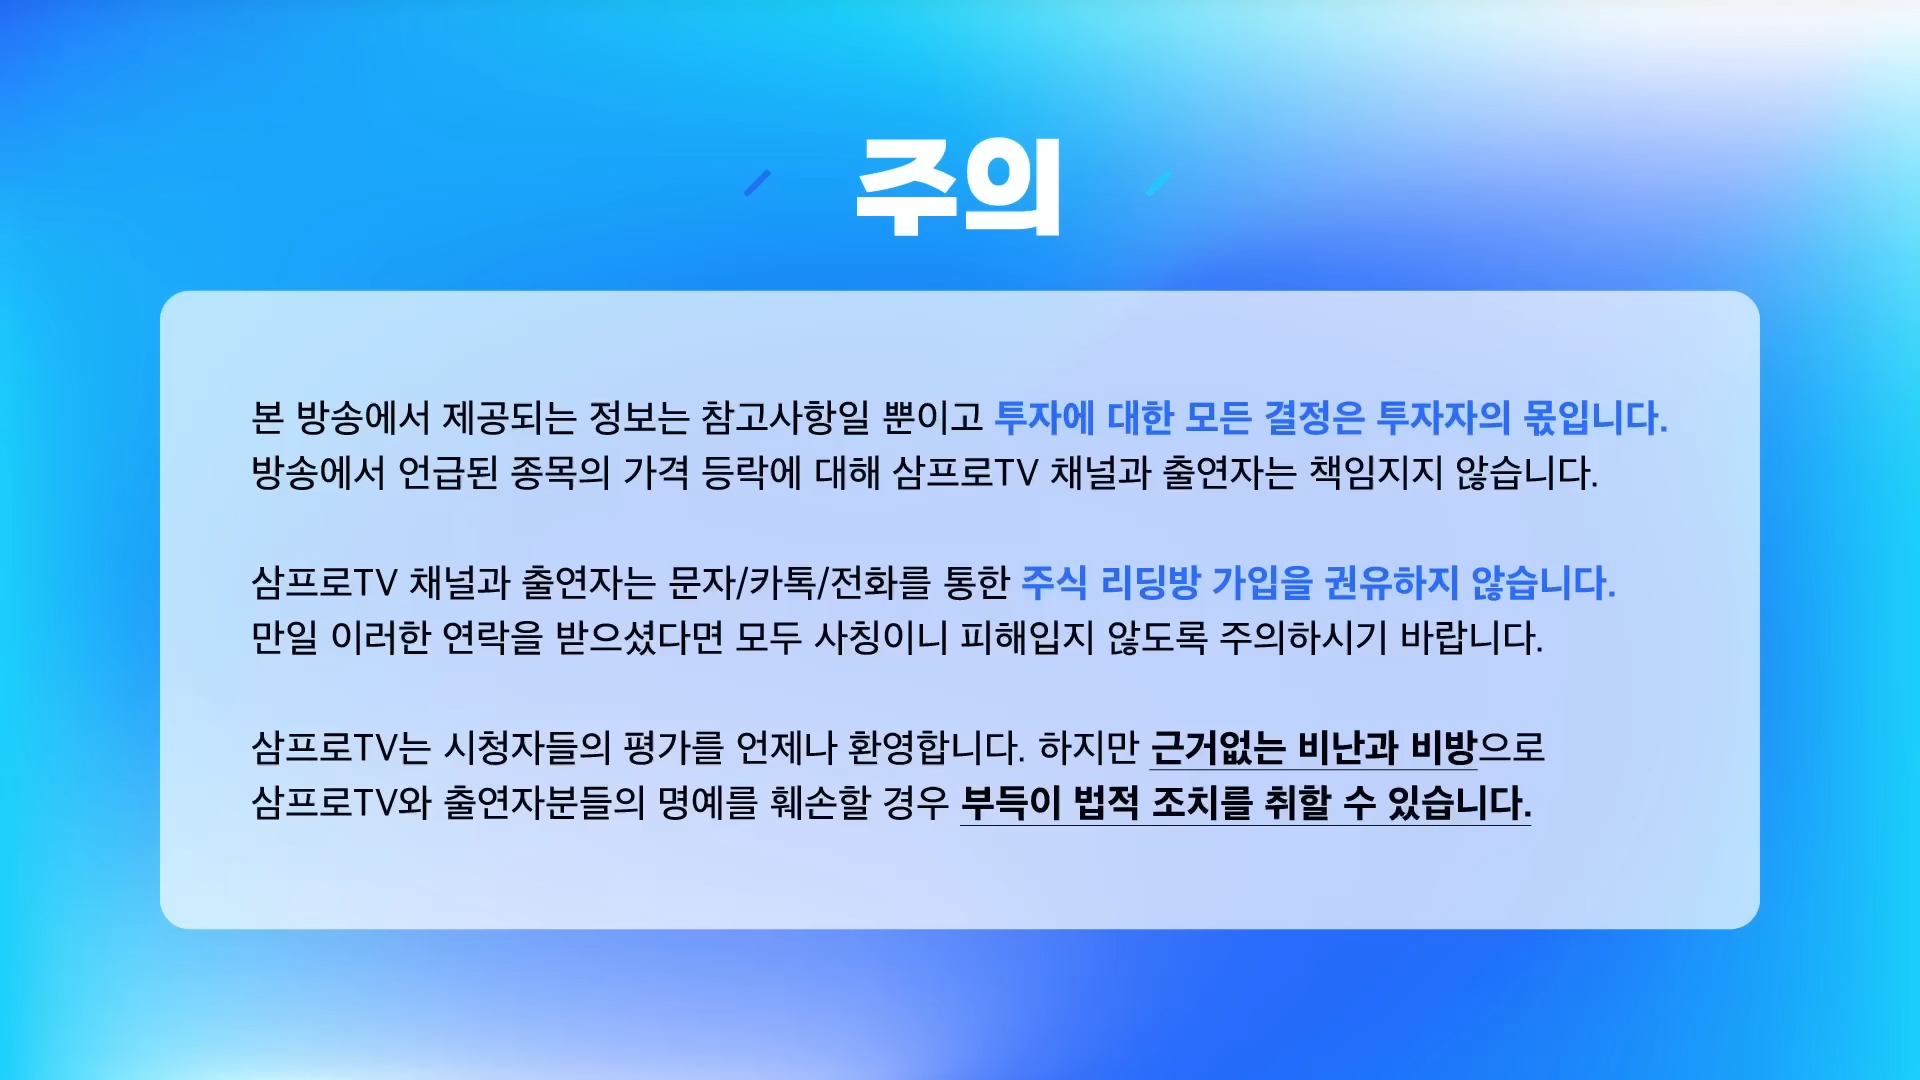 주의
본 방송에서 제공되는 정보는 참고사항일 뿐이고 투자에 대한 모든 결정은 투자자의 몫입니다.
방송에서 언급된 종목의 가격 등락에 대해 삼프로TV 채널과 출연자는 책임지지 않습니다.
삼프로TV 채널과 출연자는 문자/카톡/전화를 통한 주식 리딩방 가입을 권유하지 않습니다.
만일 이러한 연락을 받으셨다면 모두 사칭이니 피해입지 않도록 주의하시기 바랍니다.
삼프로TV는 시청자들의 평가를 언제나 환영합니다. 하지만 근거없는 비난과 비방으로
삼프로TV와 출연자분들의 명예를 훼손할 경우 부득이 법적 조치를 취할 수 있습니다.